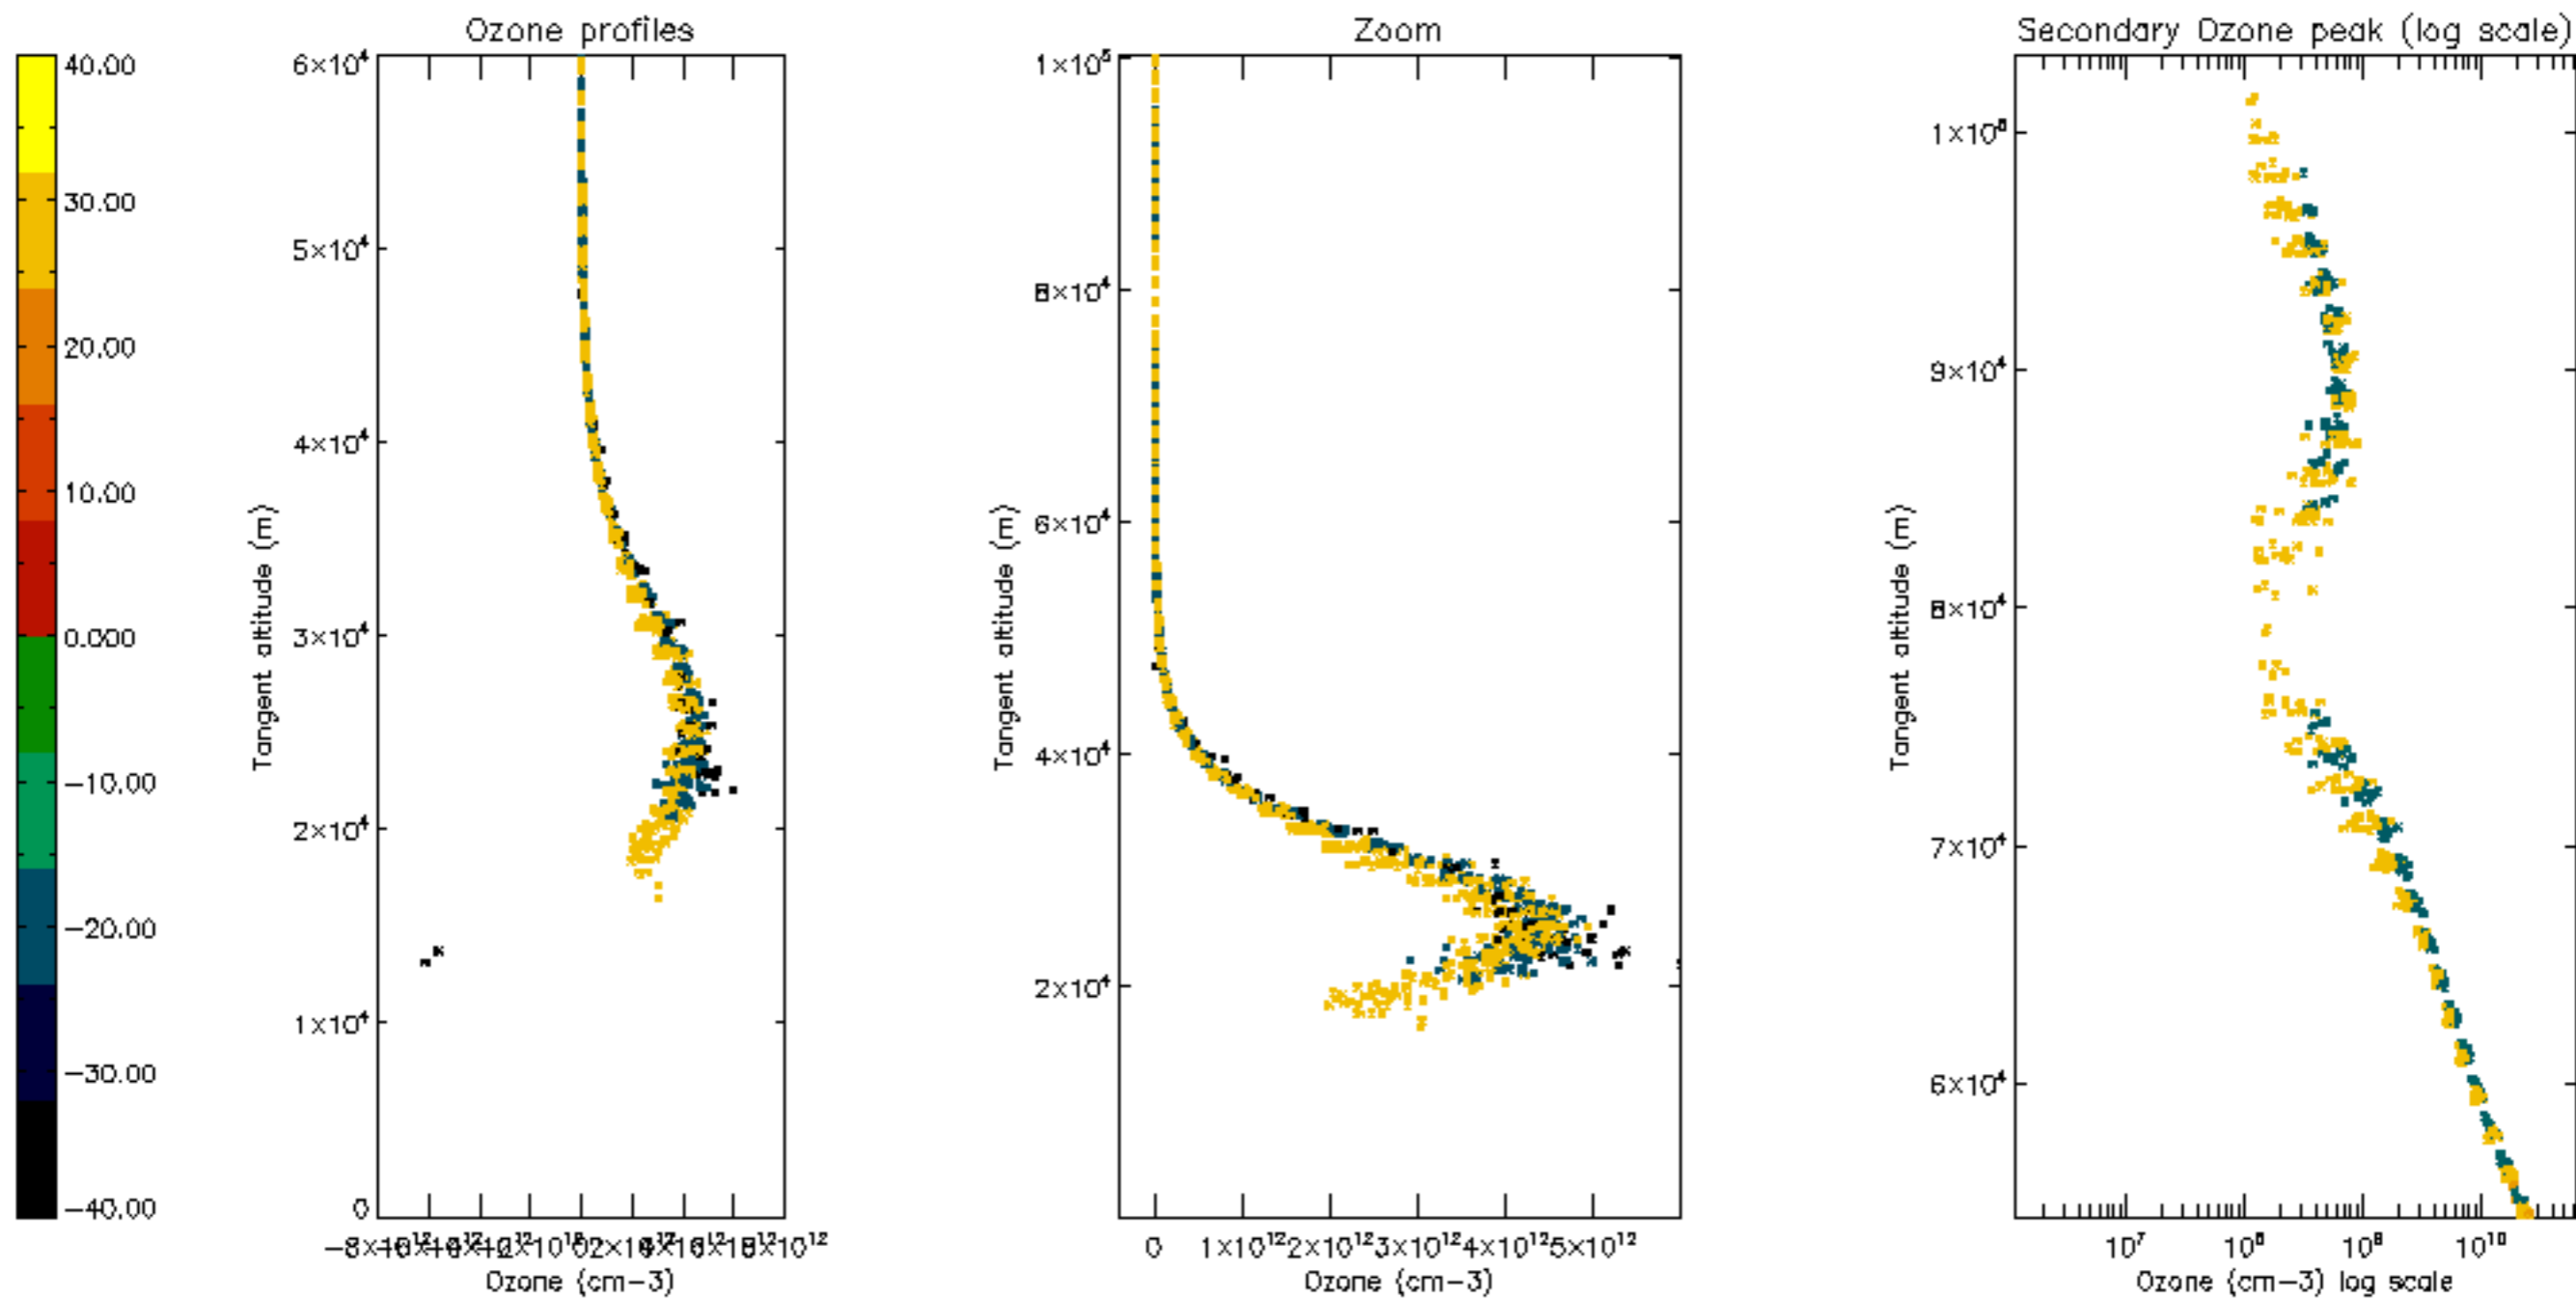 Ozone profiles
Zoom
Secondary Ozone peak (log scale)
40.00
30.00
20.00
10.00
0.00
−10.00
−20.00
−30.00
−40.00
Tangent altitude (m)
6×10⁴
5×10⁴
4×10⁴
3×10⁴
2×10⁴
1×10⁴
0
Ozone (cm−3)
Tangent altitude (m)
1×10⁵
8×10⁴
6×10⁴
4×10⁴
2×10⁴
0 1×10¹² 2×10¹² 3×10¹² 4×10¹² 5×10¹²
Ozone (cm−3)
Tangent altitude (m)
9×10⁴
8×10⁴
7×10⁴
6×10⁴
10⁷ 10⁸ 10⁹ 10¹⁰
Ozone (cm−3) log scale